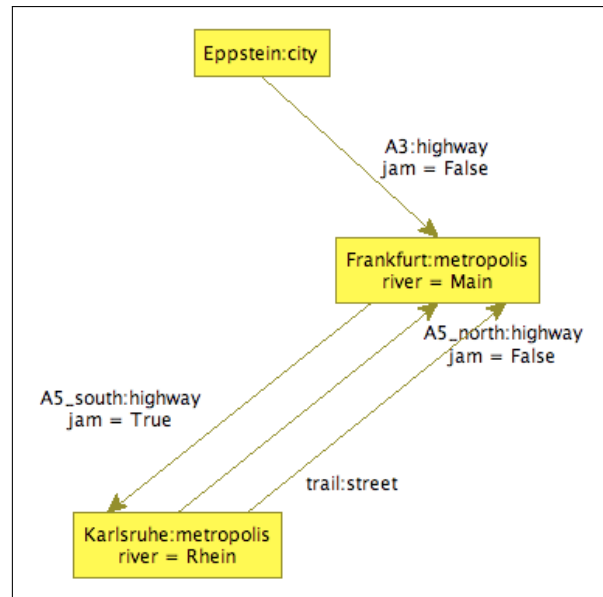 Eppstein:city
A3:highway
jam = False
Frankfurt:metropolis
river = Main
A5_north:highway
jam = False
A5_south:highway
jam = True
trail:street
Karlsruhe:metropolis
river = Rhein